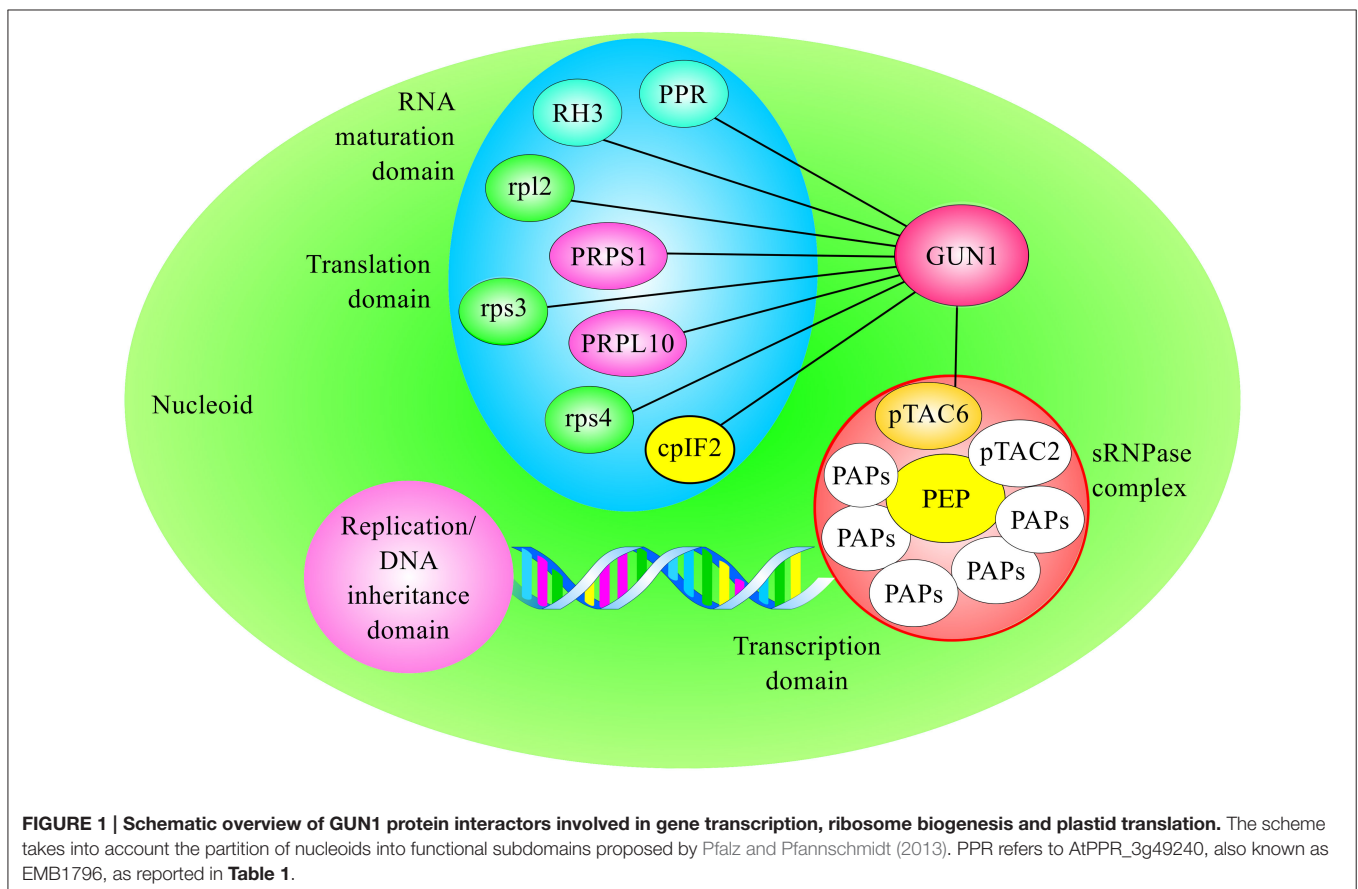 RNA
maturation
domain
RH3
PPR
rpl2
PRPS1
GUN1
Translation
domain
rps3
PRPL10
rps4
cpIF2
Nucleoid
pTAC6
pTAC2
sRNPase
complex
PAPs
PEP
PAPs
PAPs
PAPs
PAPs
Replication/
DNA
inheritance
domain
Transcription
domain
FIGURE 1 | Schematic overview of GUN1 protein interactors involved in gene transcription, ribosome biogenesis and plastid translation. The scheme
takes into account the partition of nucleoids into functional subdomains proposed by Pfalz and Pfannschmidt (2013). PPR refers to AtPPR_3g49240, also known as
EMB1796, as reported in Table 1.